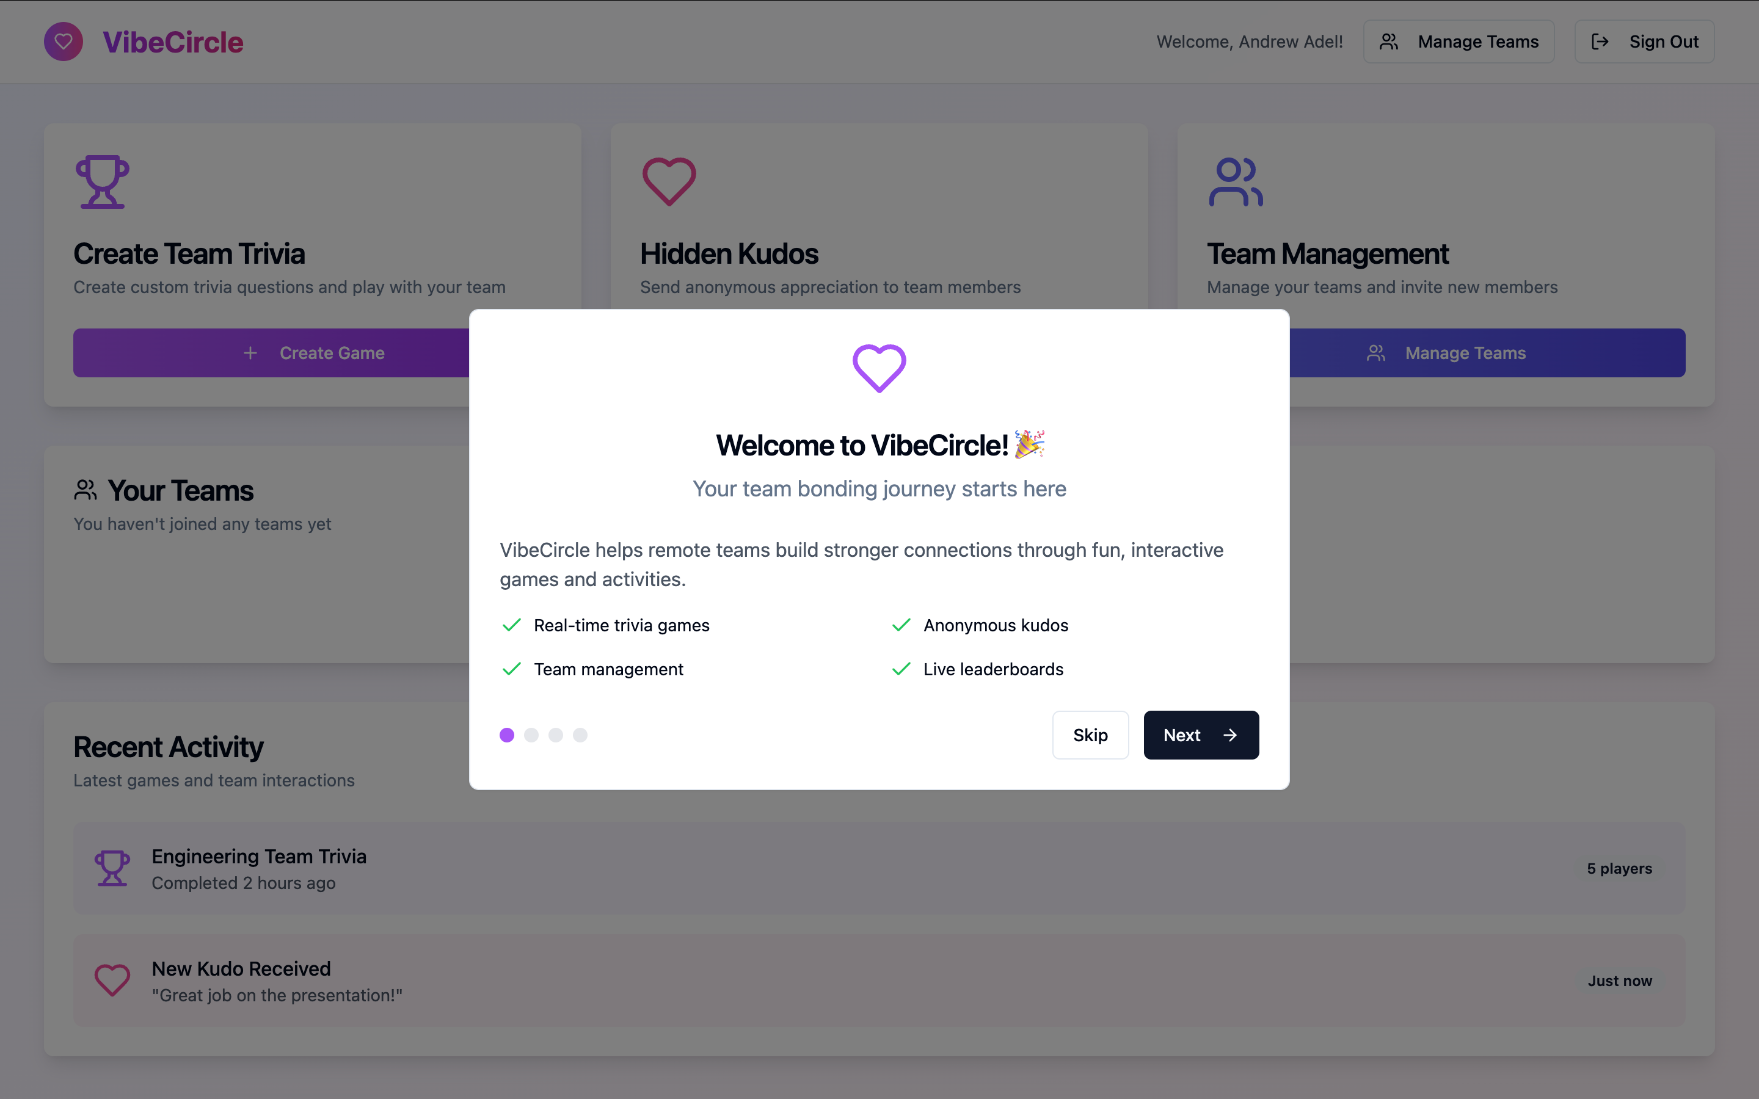 VibeCircle
Welcome, Andrew Adel!
Manage Teams
Sign Out
Create Team Trivia
Create custom trivia questions and play with your team
Create Game
Hidden Kudos
Send anonymous appreciation to team members
Team Management
Manage your teams and invite new members
Manage Teams
Your Teams
You haven't joined any teams yet
Welcome to VibeCircle! 🎉
Your team bonding journey starts here
VibeCircle helps remote teams build stronger connections through fun, interactive
games and activities.
Real-time trivia games
Anonymous kudos
Team management
Live leaderboards
Skip
Next
Recent Activity
Latest games and team interactions
Engineering Team Trivia
Completed 2 hours ago
5 players
New Kudo Received
"Great job on the presentation!"
Just now